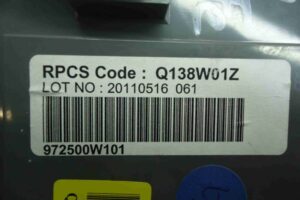 RPCS Code : Q138W01Z
LOT NO : 20110516 061
972500W101